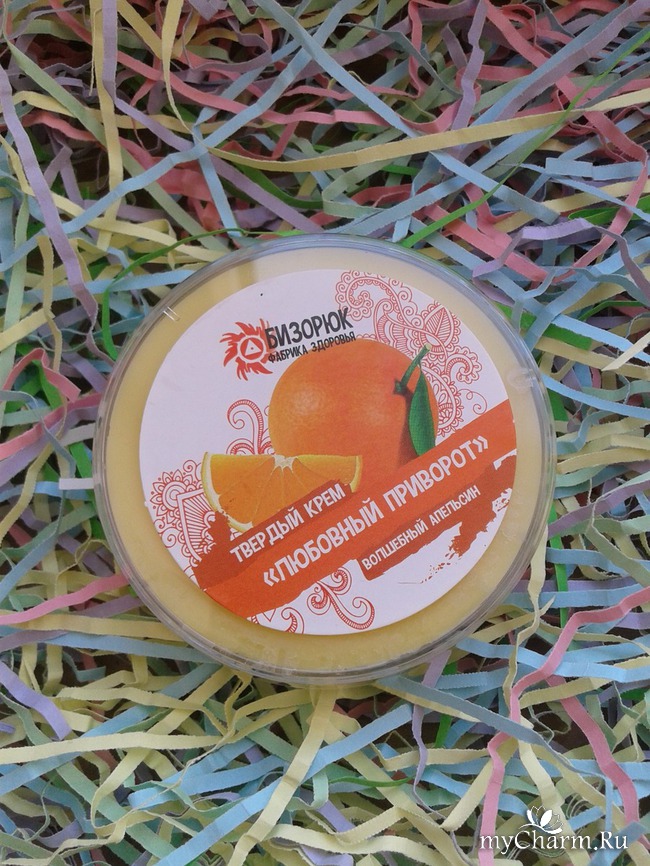 БИЗОРЮК
ФАБРИКА ЗДОРОВЬЯ
ТВЕРДЫЙ КРЕМ
«ЛЮБОВНЫЙ ПРИВОРОТ»
ВОЛШЕБНЫЙ АПЕЛЬСИН
myCharm.Ru